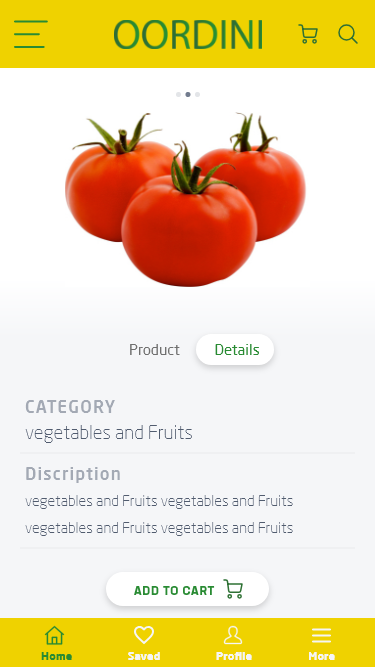 OORDINI
Product Details
CATEGORY
vegetables and Fruits
Discription
vegetables and Fruits vegetables and Fruits
vegetables and Fruits vegetables and Fruits
ADD TO CART
Home Saved Profile More